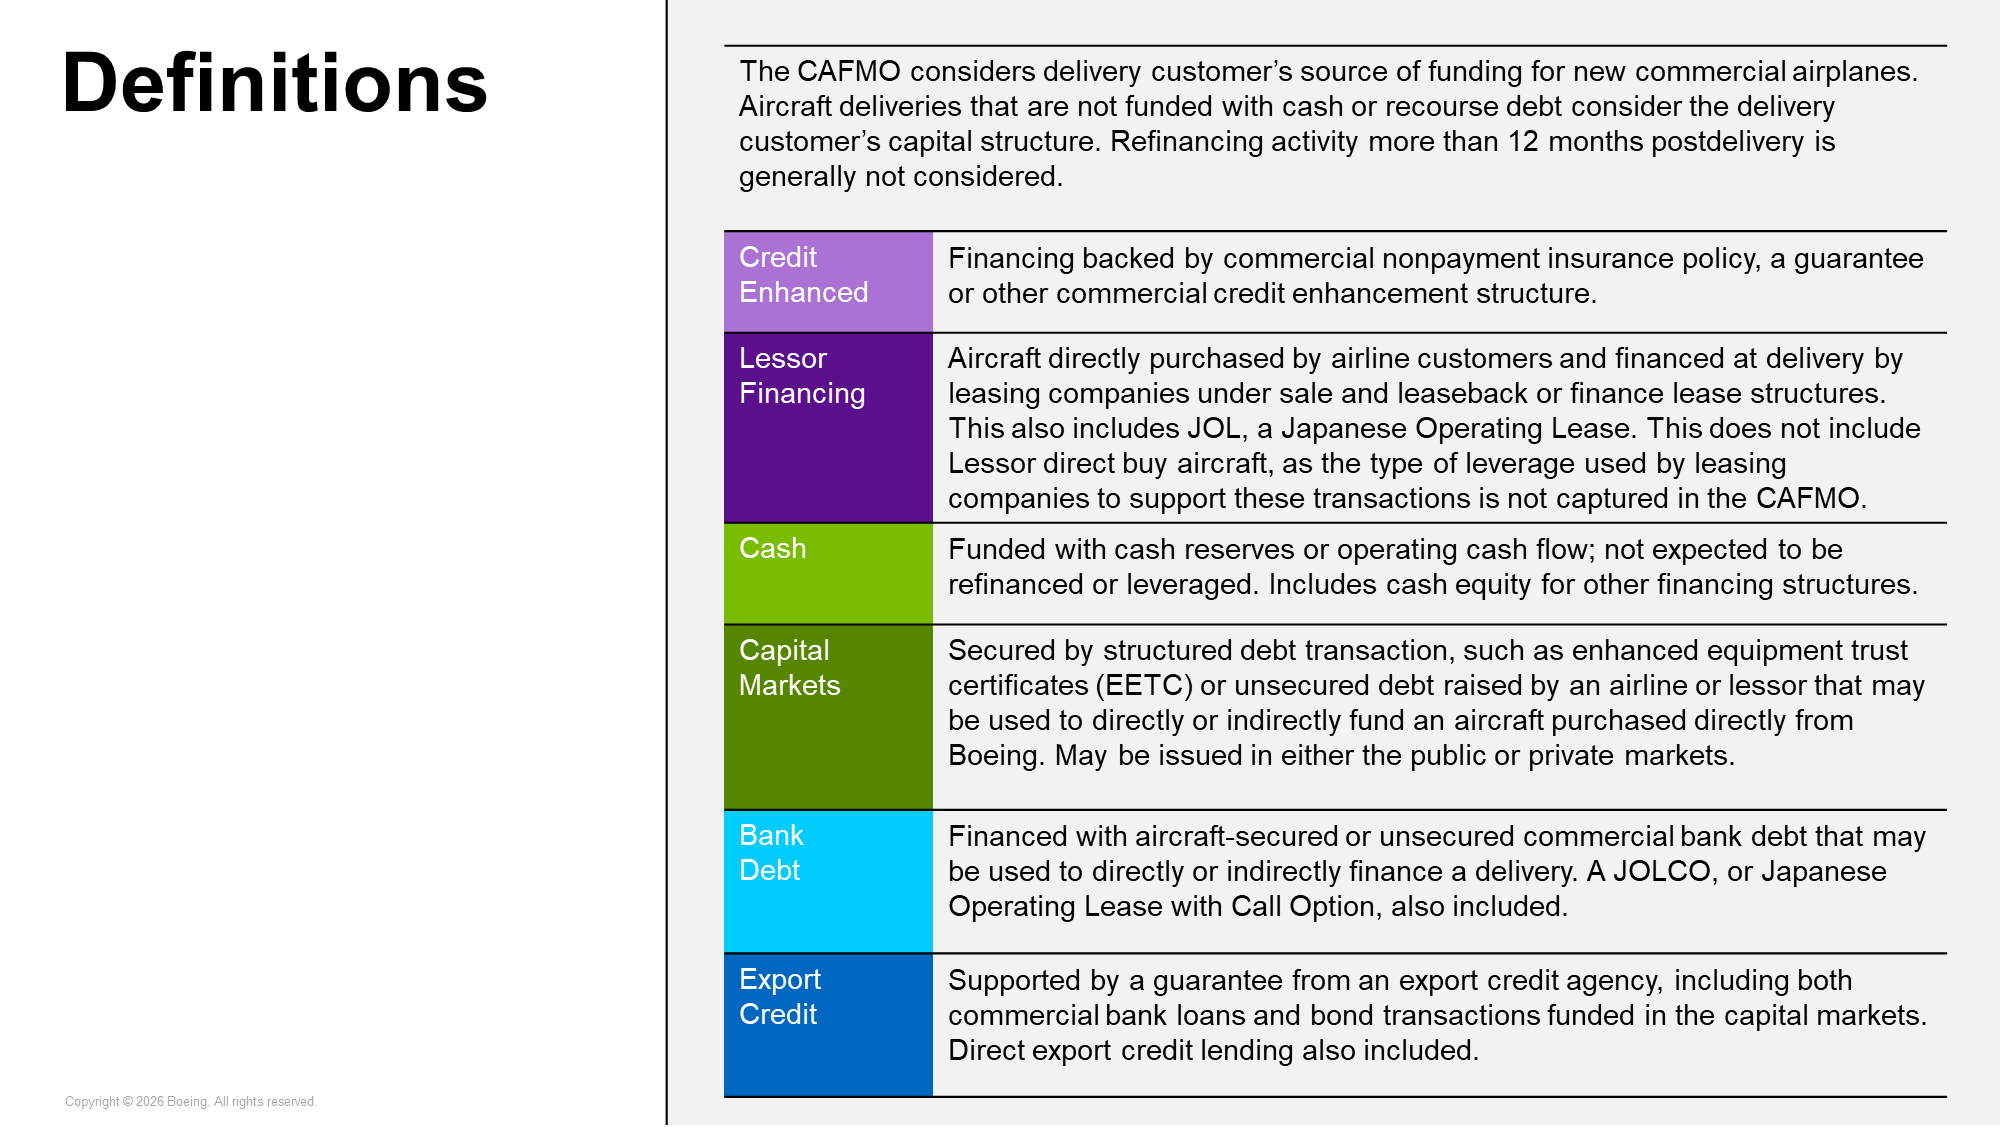 Definitions
The CAFMO considers delivery customer’s source of funding for new commercial airplanes.
Aircraft deliveries that are not funded with cash or recourse debt consider the delivery
customer’s capital structure. Refinancing activity more than 12 months postdelivery is
generally not considered.
Credit
Enhanced
Financing backed by commercial nonpayment insurance policy, a guarantee
or other commercial credit enhancement structure.
Lessor
Financing
Aircraft directly purchased by airline customers and financed at delivery by
leasing companies under sale and leaseback or finance lease structures.
This also includes JOL, a Japanese Operating Lease. This does not include
Lessor direct buy aircraft, as the type of leverage used by leasing
companies to support these transactions is not captured in the CAFMO.
Cash
Funded with cash reserves or operating cash flow; not expected to be
refinanced or leveraged. Includes cash equity for other financing structures.
Capital
Markets
Secured by structured debt transaction, such as enhanced equipment trust
certificates (EETC) or unsecured debt raised by an airline or lessor that may
be used to directly or indirectly fund an aircraft purchased directly from
Boeing. May be issued in either the public or private markets.
Bank
Debt
Financed with aircraft-secured or unsecured commercial bank debt that may
be used to directly or indirectly finance a delivery. A JOLCO, or Japanese
Operating Lease with Call Option, also included.
Export
Credit
Supported by a guarantee from an export credit agency, including both
commercial bank loans and bond transactions funded in the capital markets.
Direct export credit lending also included.
Copyright © 2026 Boeing. All rights reserved.